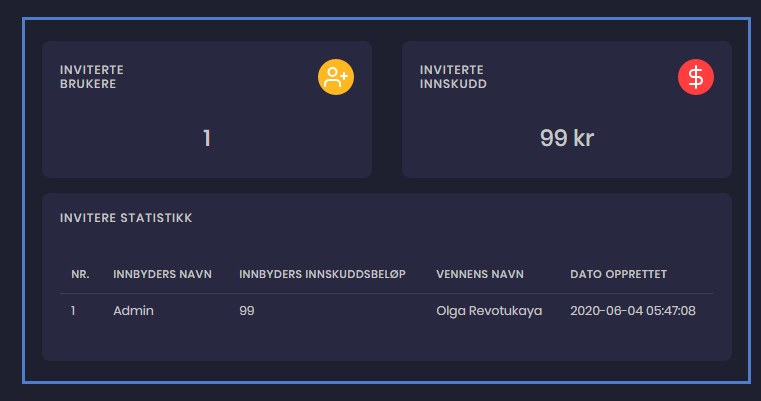 INVITERTE
BRUKERE
1
INVITERTE
INNSKUDD
99 kr
INVITERE STATISTIKK
NR. INNBYDERS NAVN INNBYDERS INNSKUDDSBELØP VENNENS NAVN DATO OPPRETTET
1 Admin 99 Olga Revotukaya 2020-06-04 05:47:08